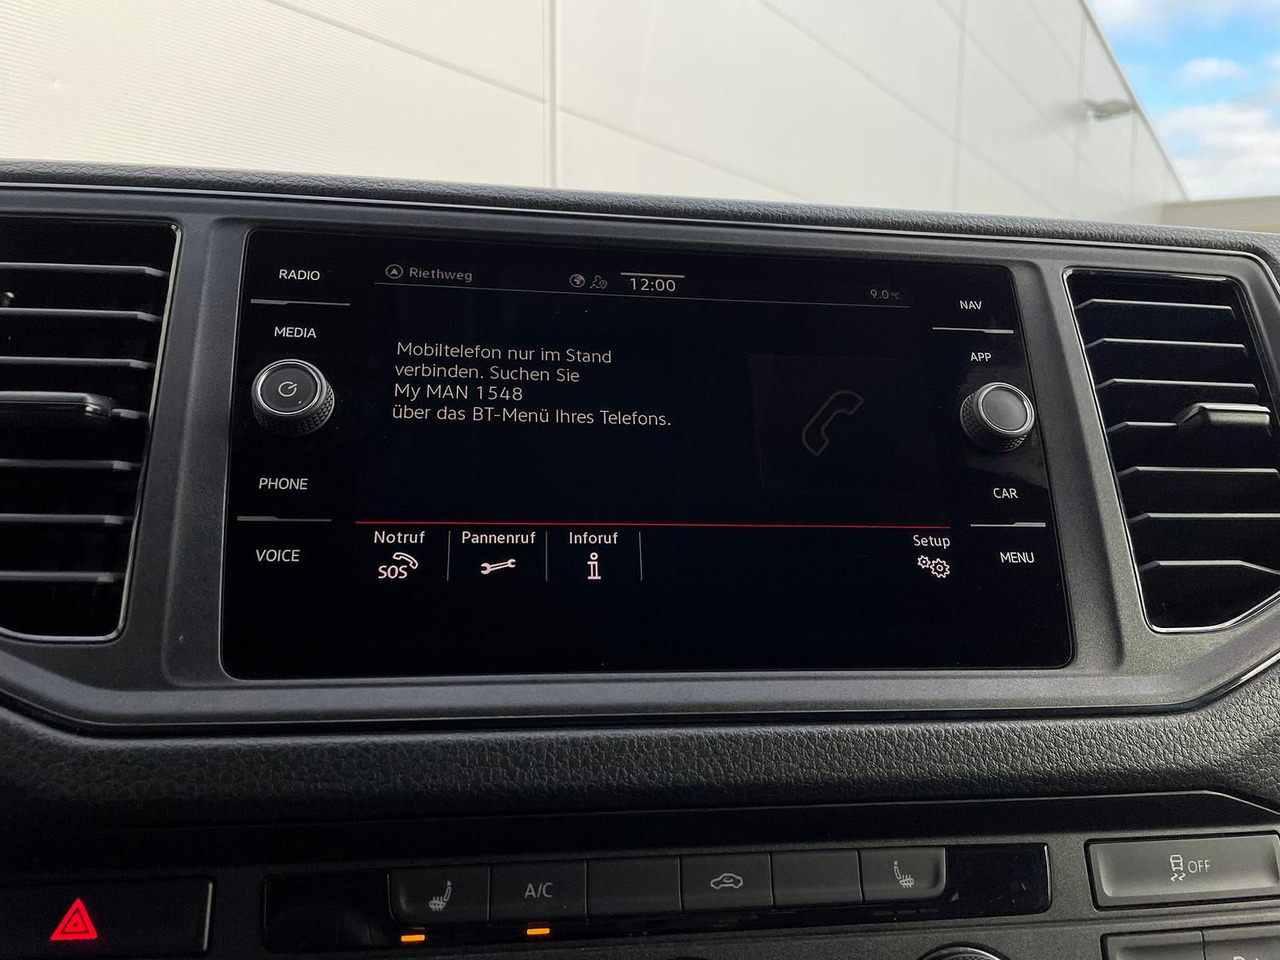 RADIO
MEDIA
PHONE
VOICE
Riethweg
12:00
9.0°C
Mobiltelefon nur im Stand
verbinden. Suchen Sie
My MAN 1548
über das BT-Menü Ihres Telefons.
Notruf
SOS
Pannenruf
Inforuf
i
Setup
NAV
APP
CAR
MENU
A/C
OFF